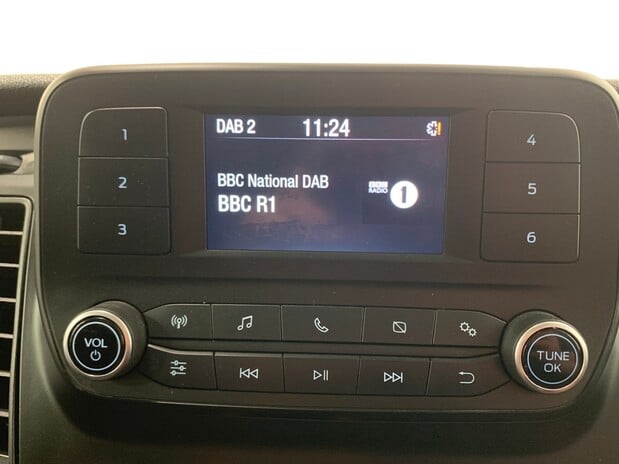 DAB 2 11:24
BBC National DAB
BBC R1
BBC
RADIO
1
1
2
3
4
5
6
VOL
TUNE
OK